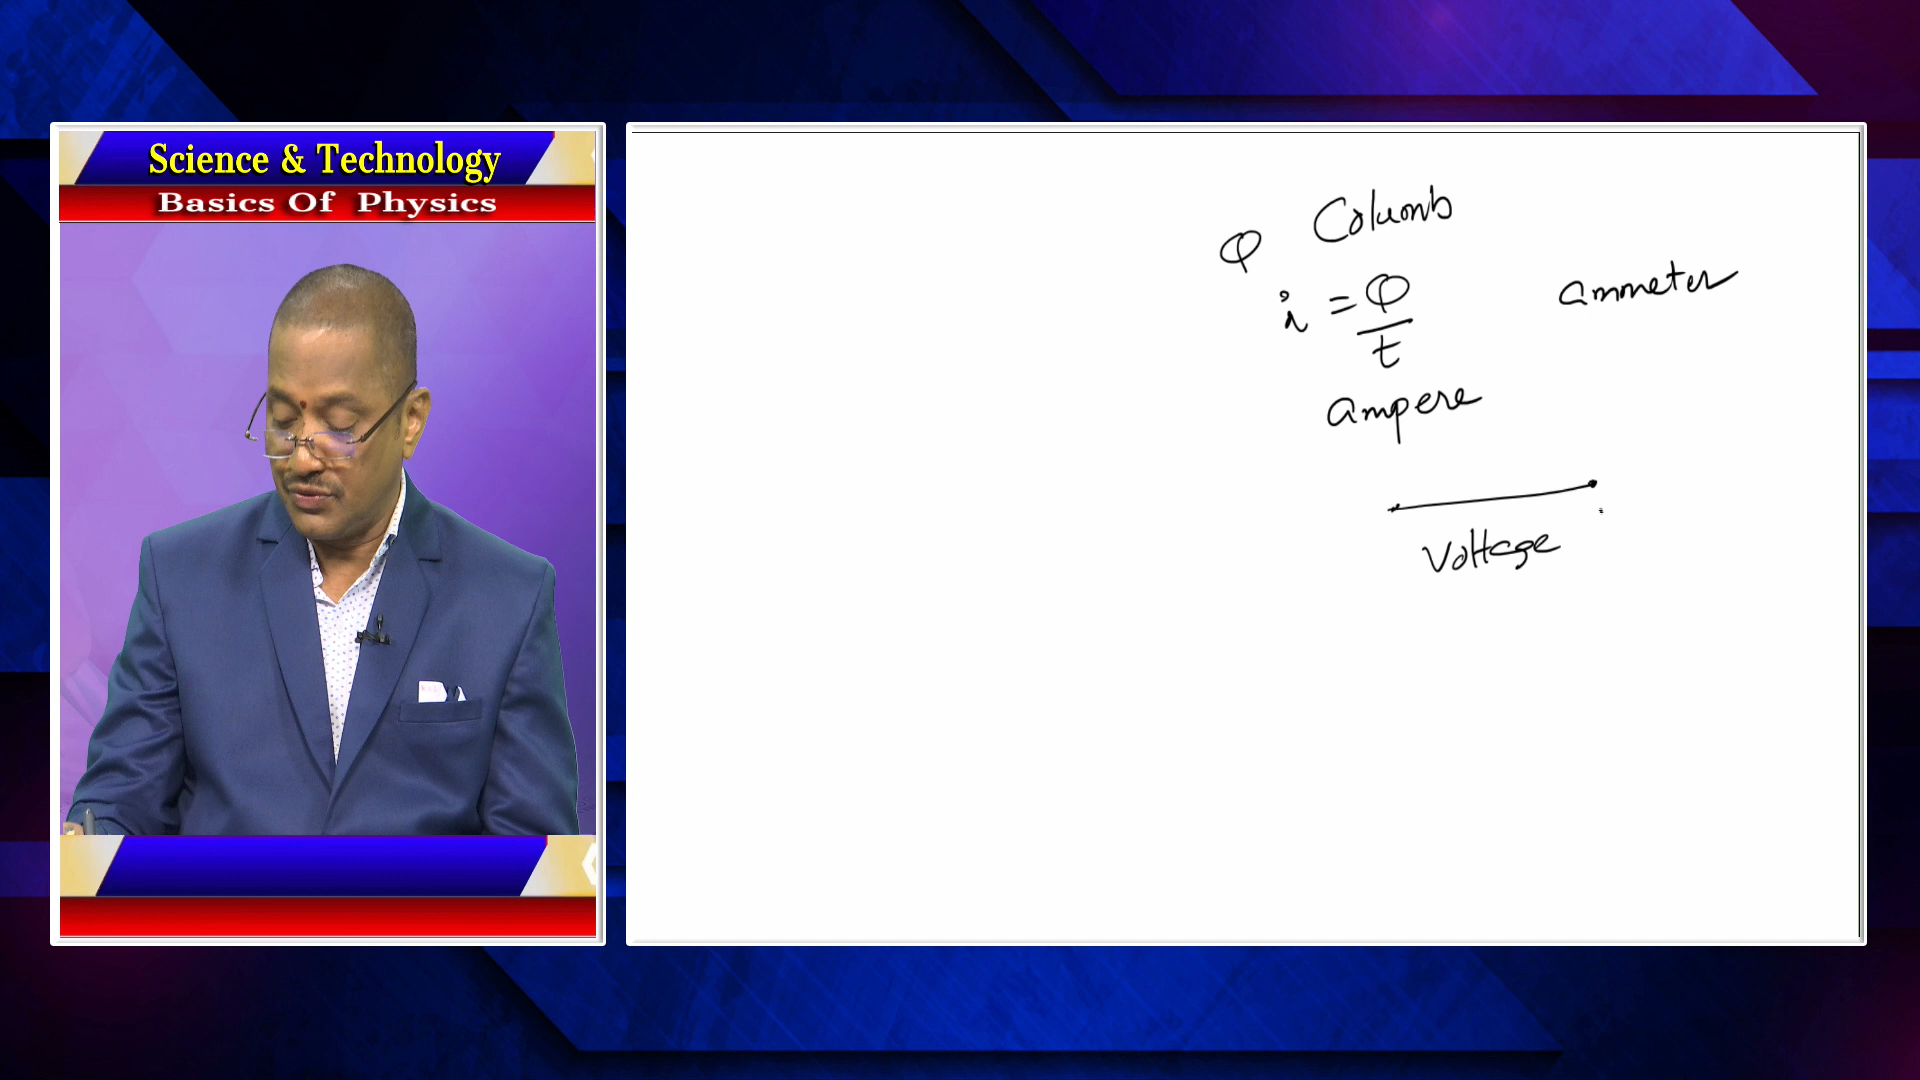 Science & Technology
Basics Of Physics
Q Columb
i = Q
t
ammeter
ampere
Voltage